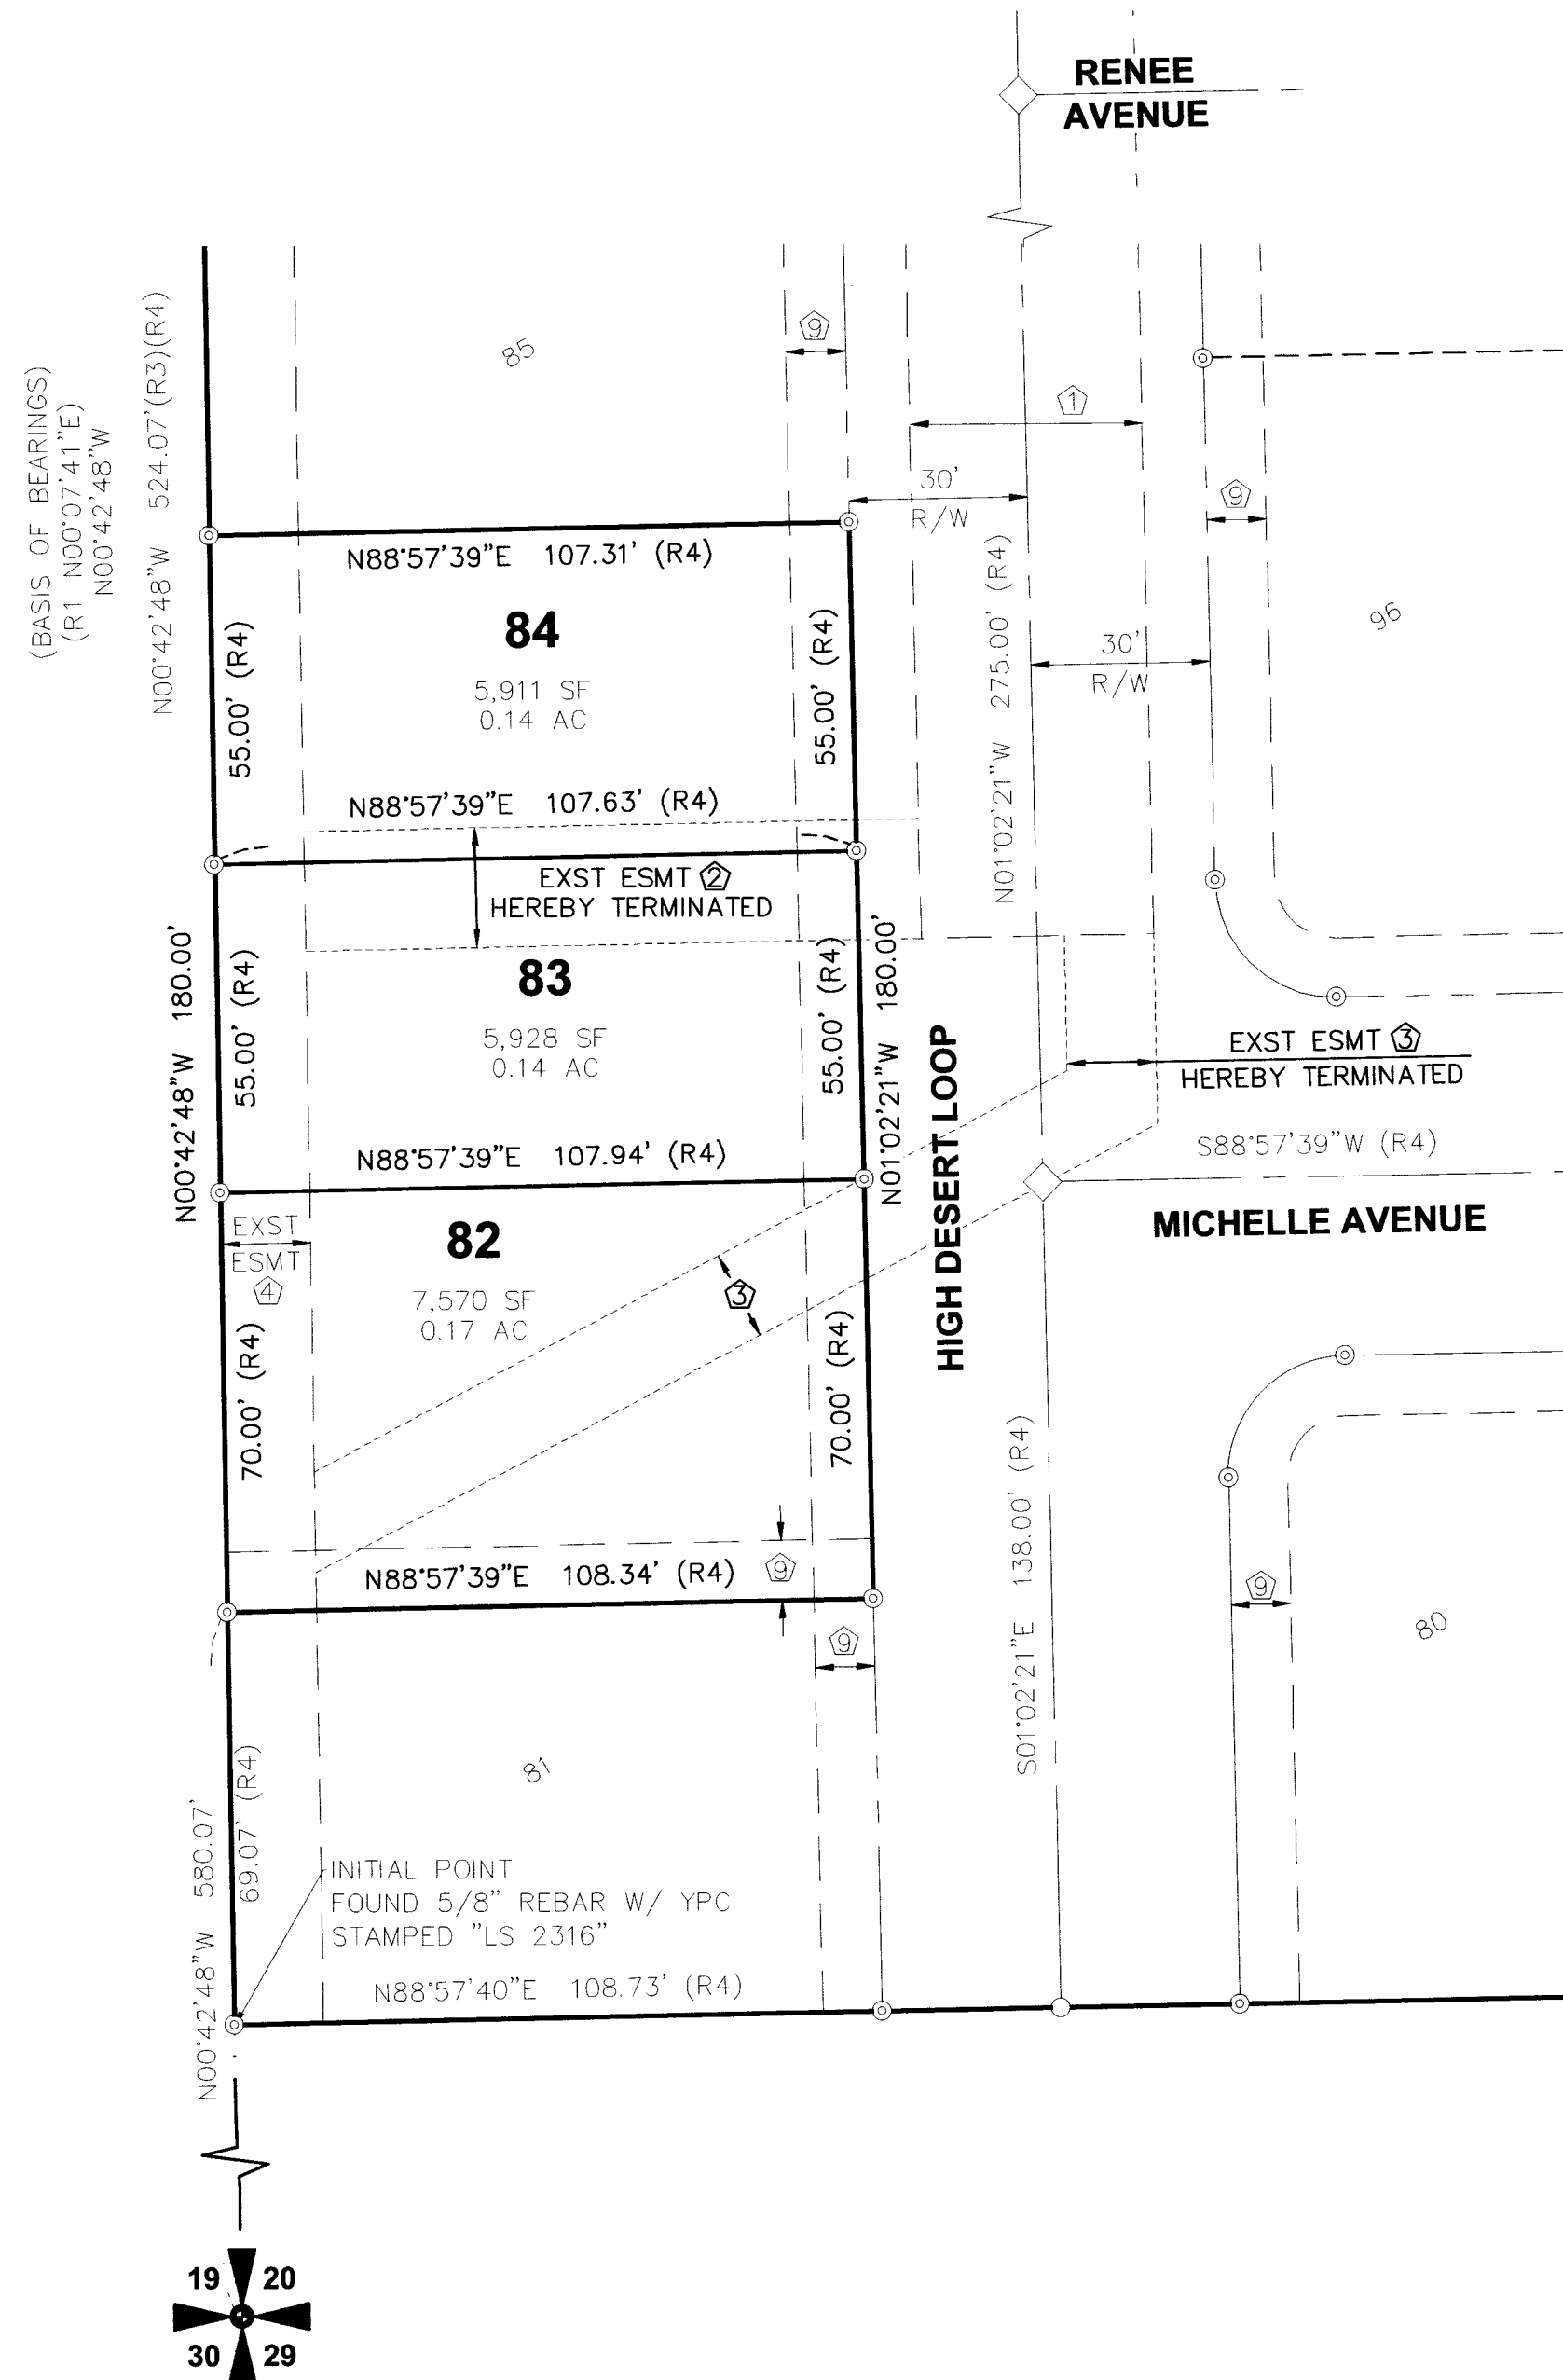 RENEE
AVENUE
(BASIS OF BEARINGS)
(R1 N00°07'41"E)
N00°42'48"W
N00°42'48"W 524.07'(R3)(R4)
85
9
1
30'
R/W
9
N88°57'39"E 107.31' (R4)
84
5,911 SF
0.14 AC
55.00' (R4)
55.00' (R4)
N01°02'21"W 275.00' (R4)
30'
R/W
96
N88°57'39"E 107.63' (R4)
EXST ESMT 2
HEREBY TERMINATED
N00°42'48"W 180.00'
55.00' (R4)
83
5,928 SF
0.14 AC
55.00' (R4)
N01°02'21"W 180.00'
HIGH DESERT LOOP
EXST ESMT 3
HEREBY TERMINATED
S88°57'39"W (R4)
MICHELLE AVENUE
N88°57'39"E 107.94' (R4)
EXST
ESMT
4
82
7,570 SF
0.17 AC
3
70.00' (R4)
70.00' (R4)
N88°57'39"E 108.34' (R4)
9
9
S01°02'21"E 138.00' (R4)
9
80
81
N00°42'48"W 580.07'
69.07' (R4)
INITIAL POINT
FOUND 5/8" REBAR W/ YPC
STAMPED "LS 2316"
N88°57'40"E 108.73' (R4)
19 20
30 29